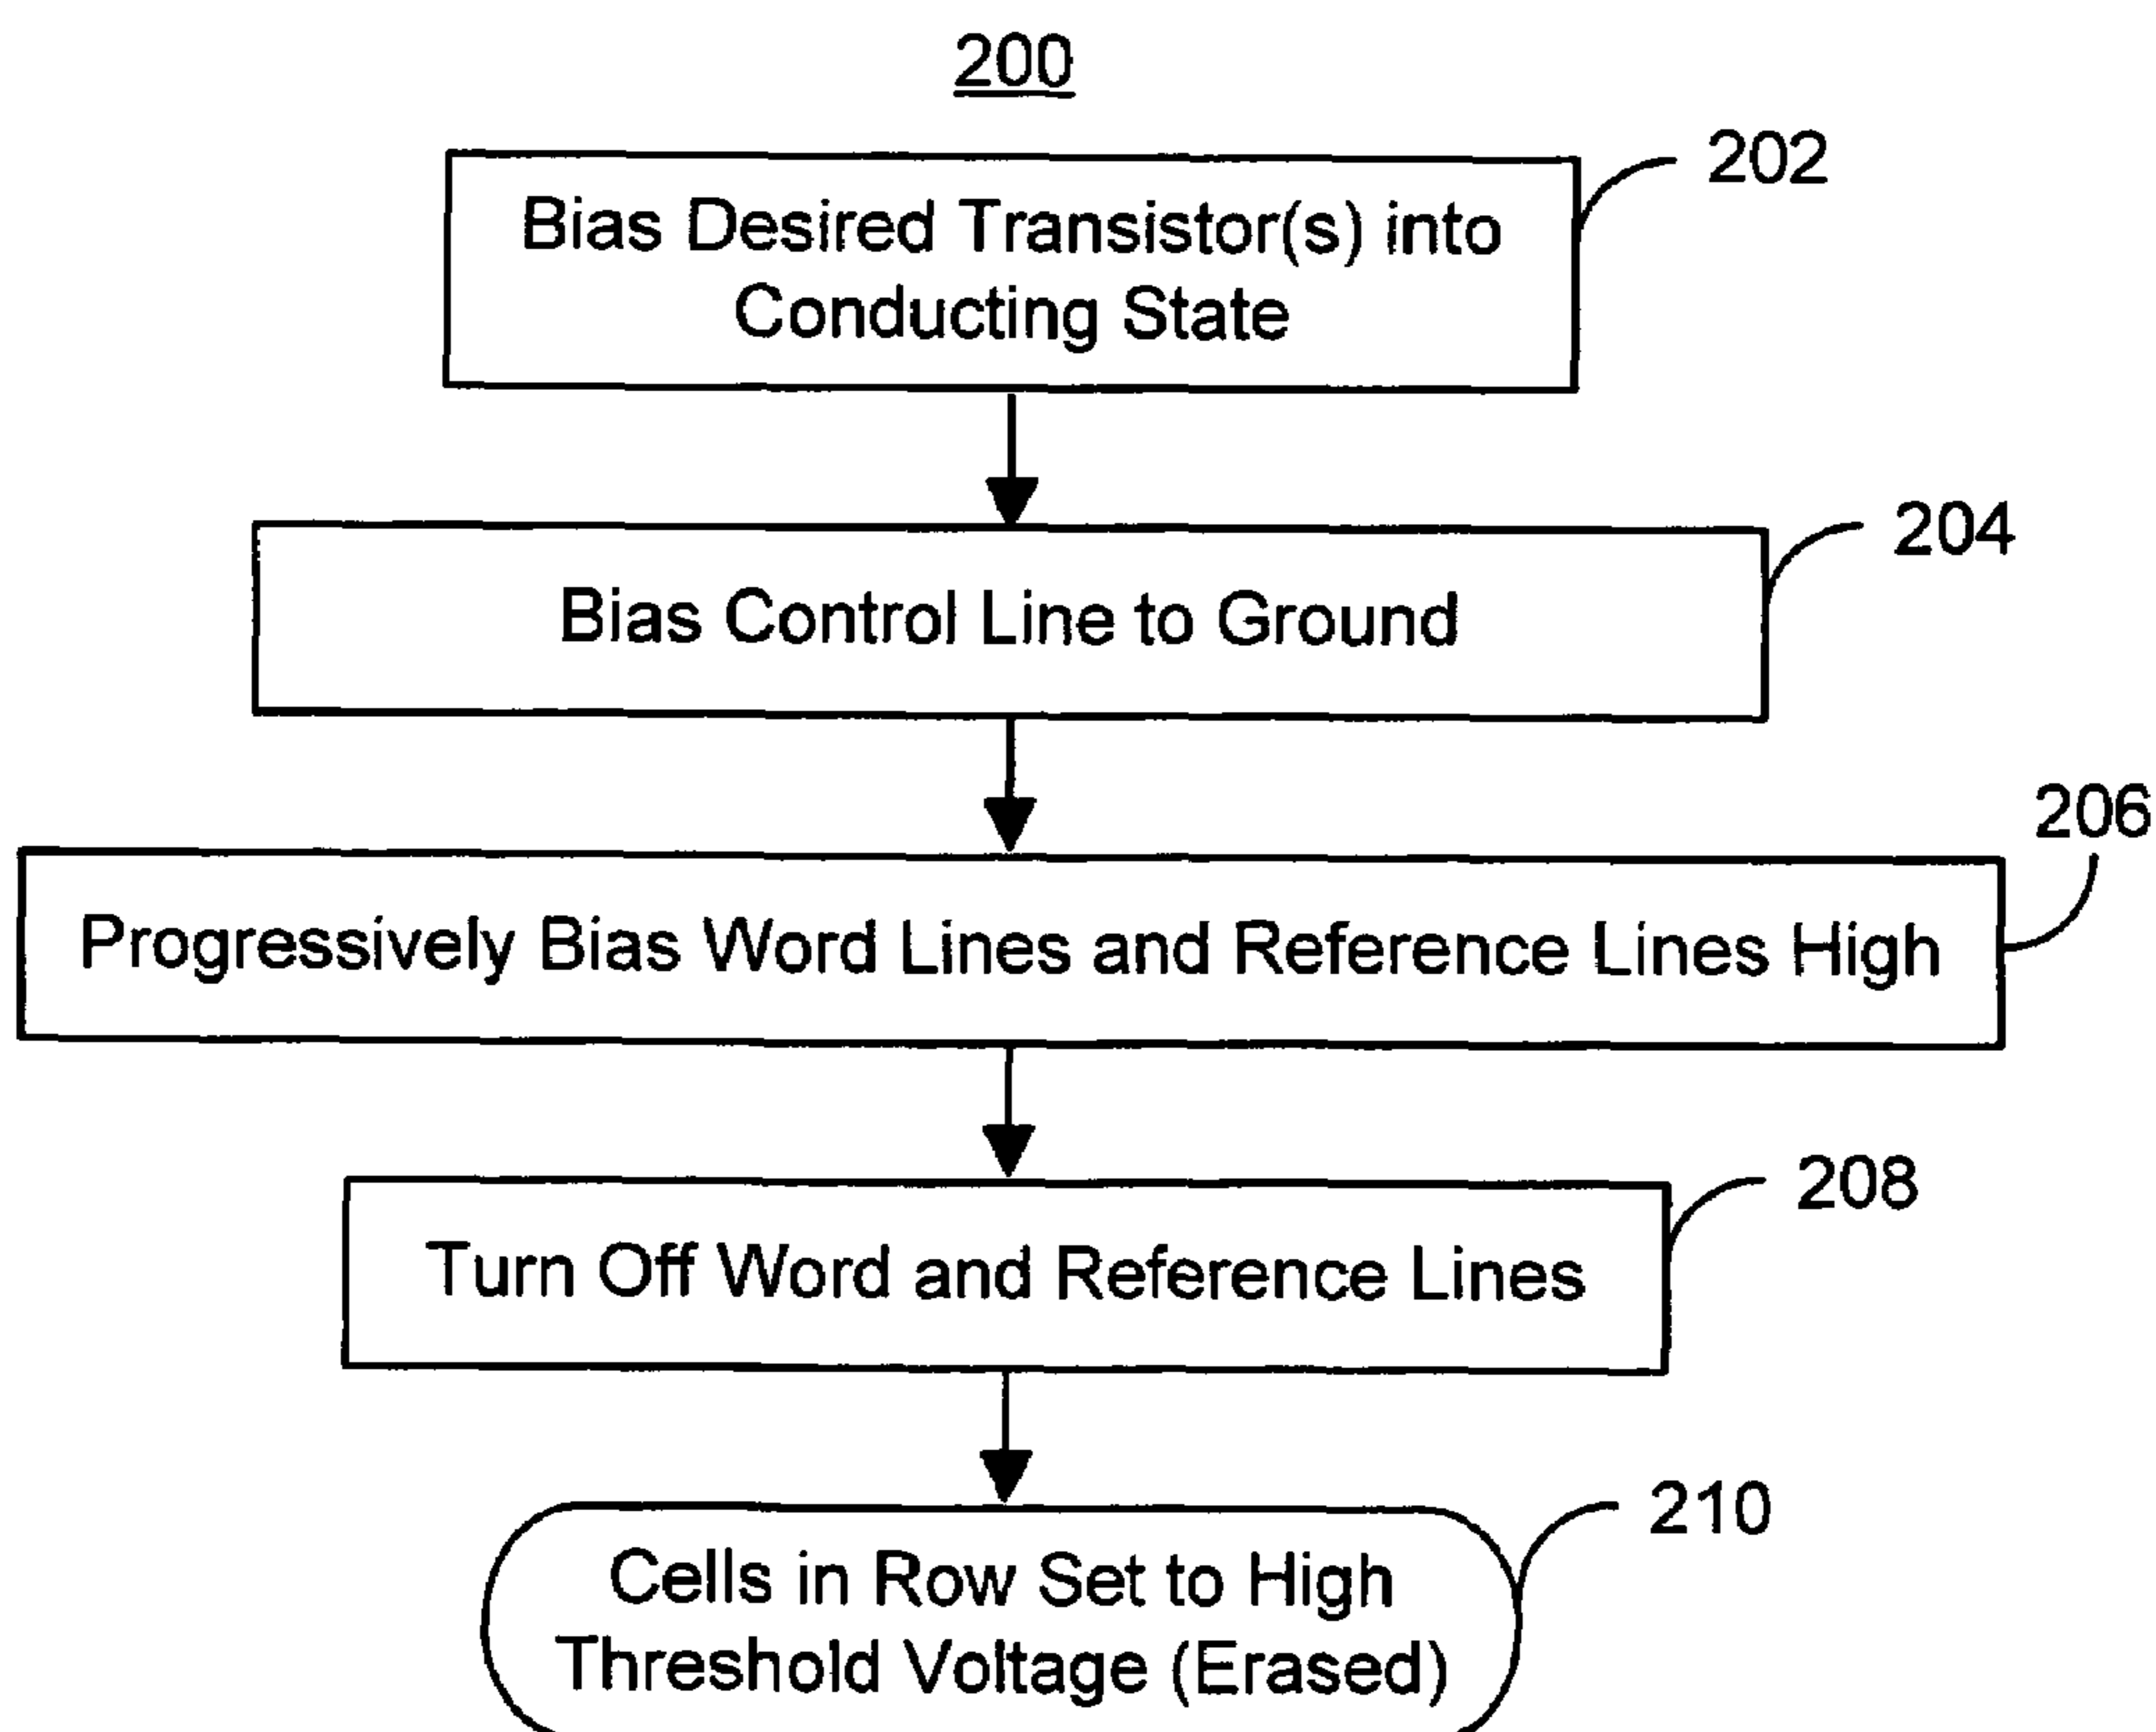 200
202
Bias Desired Transistor(s) into
Conducting State
204
Bias Control Line to Ground
206
Progressively Bias Word Lines and Reference Lines High
208
Turn Off Word and Reference Lines
210
Cells in Row Set to High
Threshold Voltage (Erased)